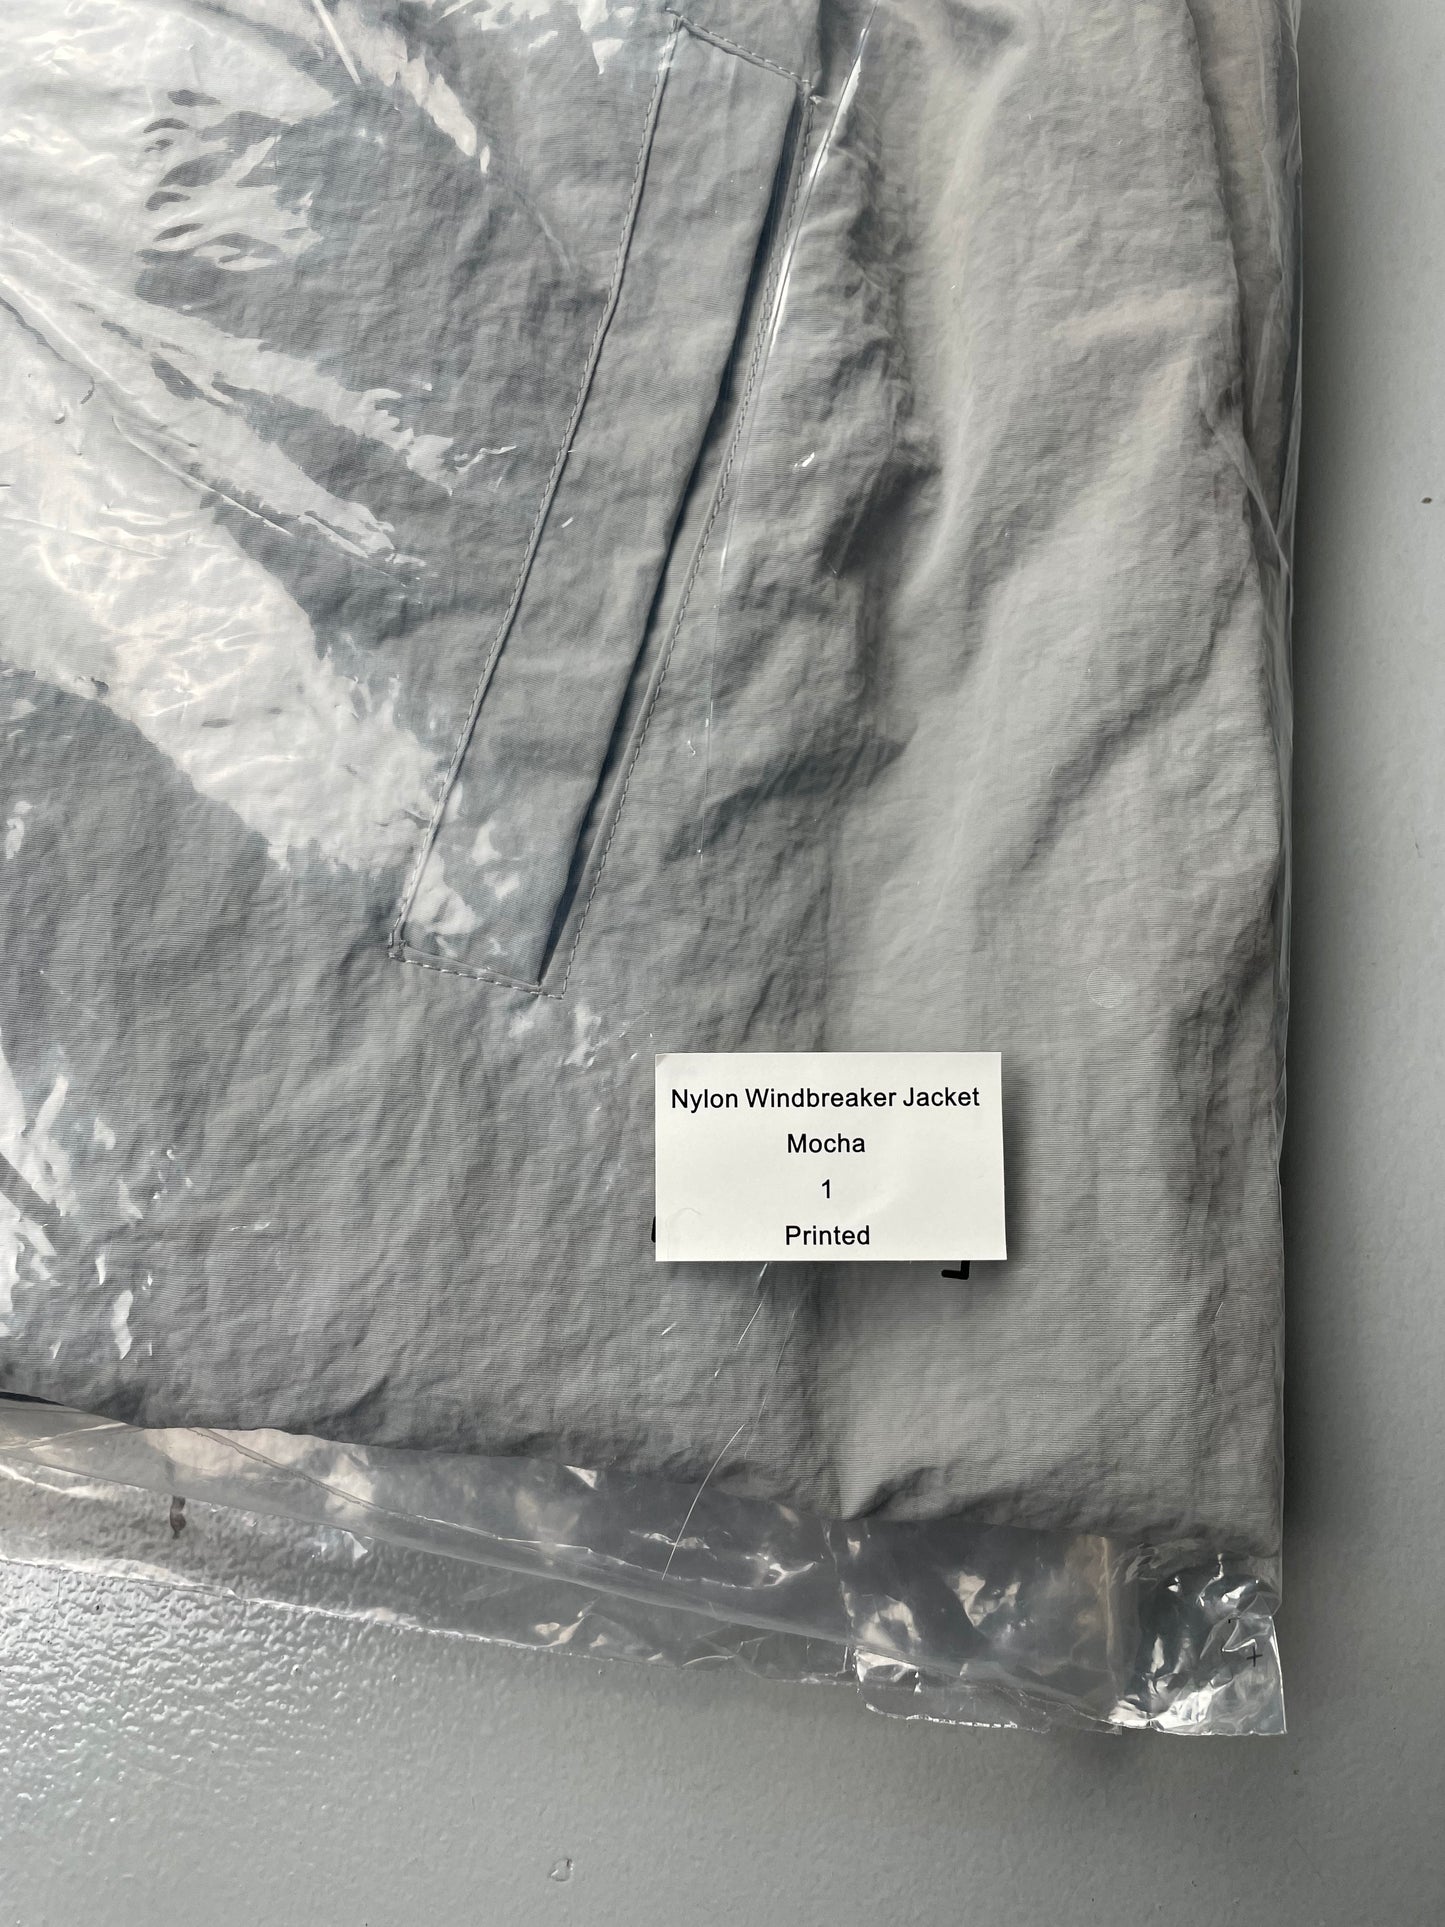 Nylon Windbreaker Jacket
Mocha
1
Printed